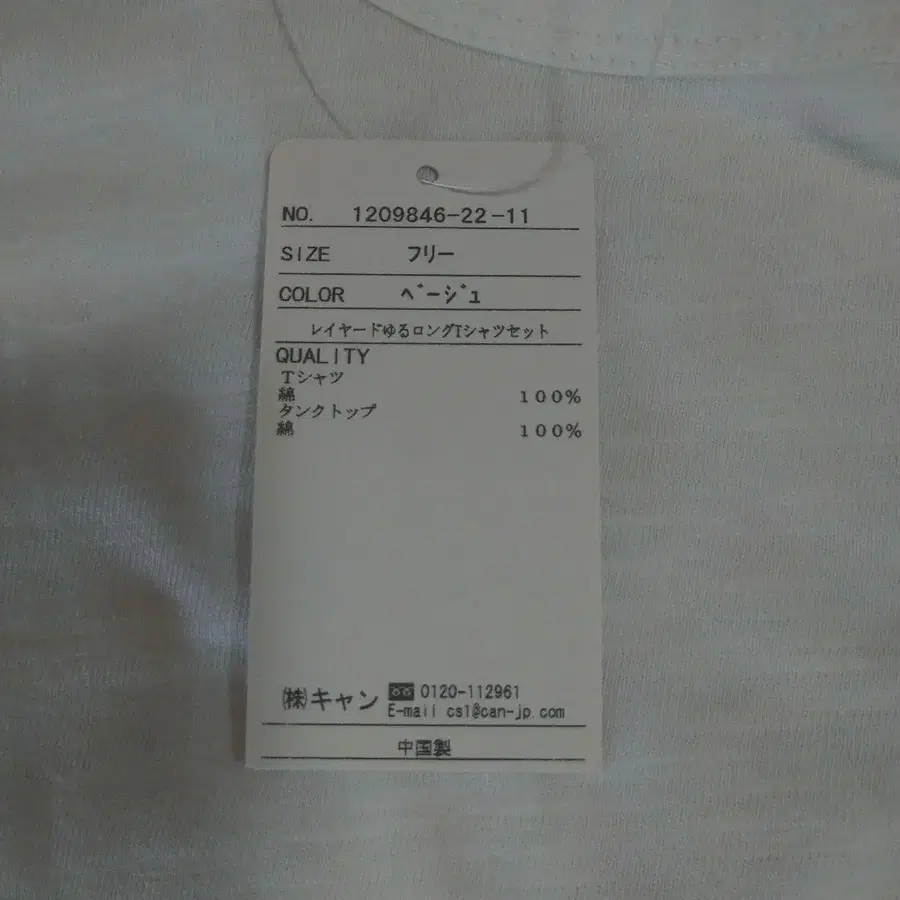 NO. 1209846-22-11
SIZE フリー
COLOR ベージュ
レイヤードゆるロングTシャツセット
QUALITY
Tシャツ
綿 100%
タンクトップ
綿 100%
㈱キャン 0120-112961
E-mail cs1@can-jp.com
中国製